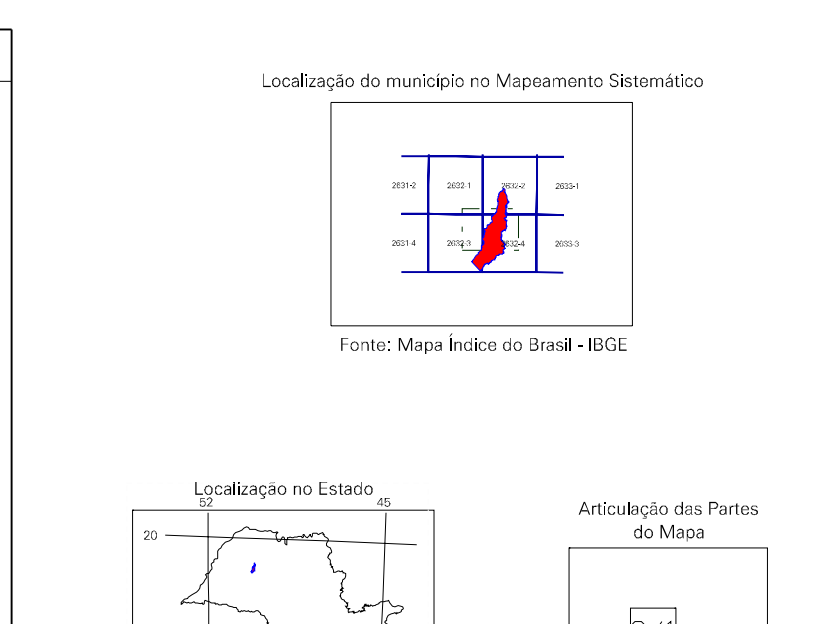 Localização do município no Mapeamento Sistemático
2631-2 2632-1 2632-2 2633-1
2631-4 2632-3 2632-4 2633-3
Fonte: Mapa Índice do Brasil - IBGE
Localização no Estado
52 45
20
Articulação das Partes
do Mapa